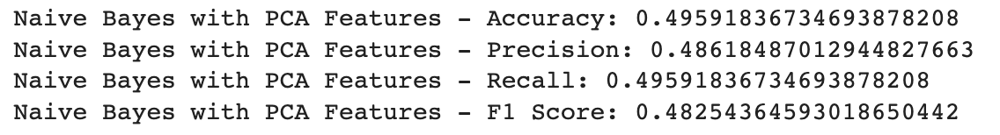 Naive Bayes with PCA Features - Accuracy: 0.49591836734693878208
Naive Bayes with PCA Features - Precision: 0.48618487012944827663
Naive Bayes with PCA Features - Recall: 0.49591836734693878208
Naive Bayes with PCA Features - F1 Score: 0.48254364593018650442